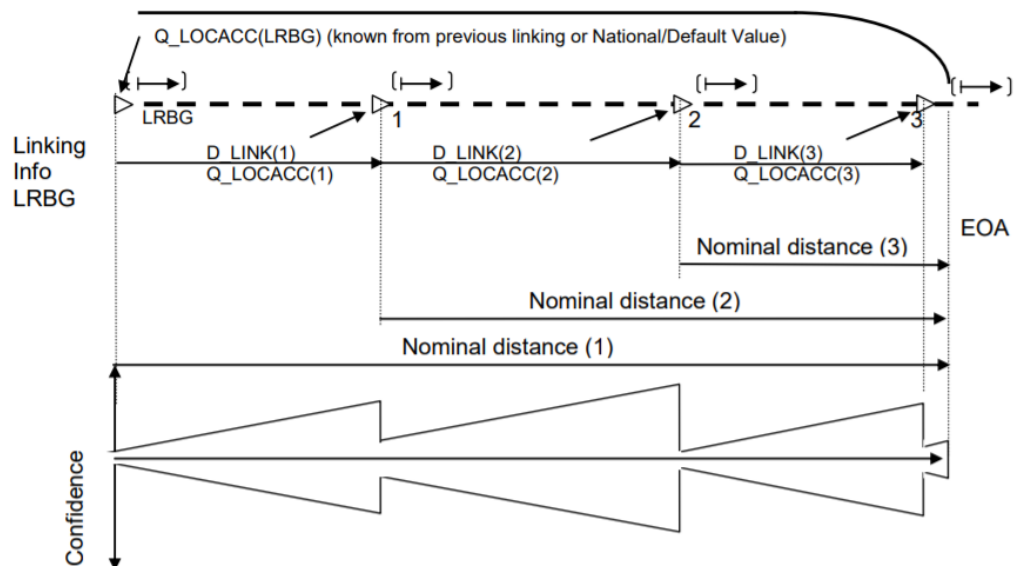 Q_LOCACC(LRBG) (known from previous linking or National/Default Value)
LRBG
1
2
3
Linking
Info
LRBG
D_LINK(1)
Q_LOCACC(1)
D_LINK(2)
Q_LOCACC(2)
D_LINK(3)
Q_LOCACC(3)
EOA
Nominal distance (3)
Nominal distance (2)
Nominal distance (1)
Confidence